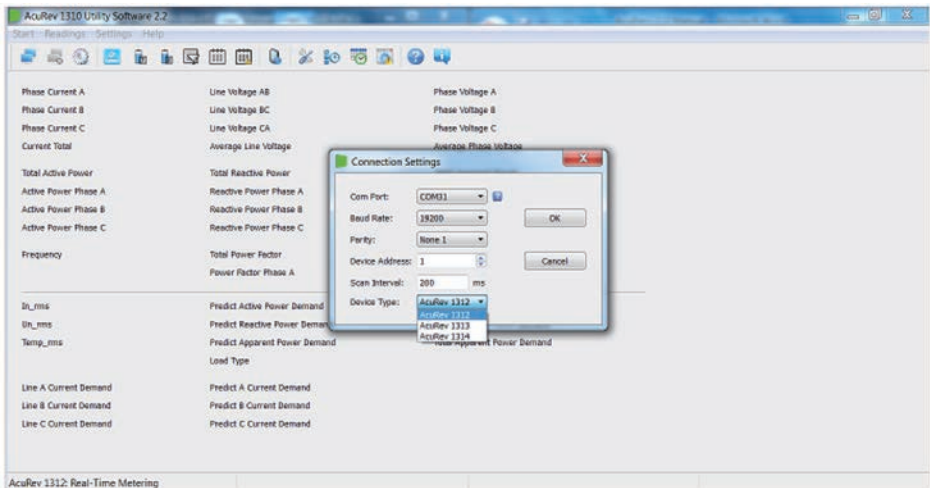 AcuRev 1310 Utility Software 2.2
Start Readings Settings Help
Phase Current A Line Voltage AB Phase Voltage A
Phase Current B Line Voltage BC Phase Voltage B
Phase Current C Line Voltage CA Phase Voltage C
Current Total Average Line Voltage Average Phase Voltage
Total Active Power Total Reactive Power
Active Power Phase A Reactive Power Phase A
Active Power Phase B Reactive Power Phase B
Active Power Phase C Reactive Power Phase C
Frequency Total Power Factor
Power Factor Phase A
In_rms Predict Active Power Demand
Un_rms Predict Reactive Power Deman
Temp_rms Predict Apparent Power Demand Total Apparent Power Demand
Load Type
Line A Current Demand Predict A Current Demand
Line B Current Demand Predict B Current Demand
Line C Current Demand Predict C Current Demand
Connection Settings
Com Port: COM31
Baud Rate: 19200 OK
Parity: None 1
Device Address: 1 Cancel
Scan Interval: 200 ms
Device Type: AcuRev 1312
AcuRev 1312
AcuRev 1313
AcuRev 1314
AcuRev 1312: Real-Time Metering